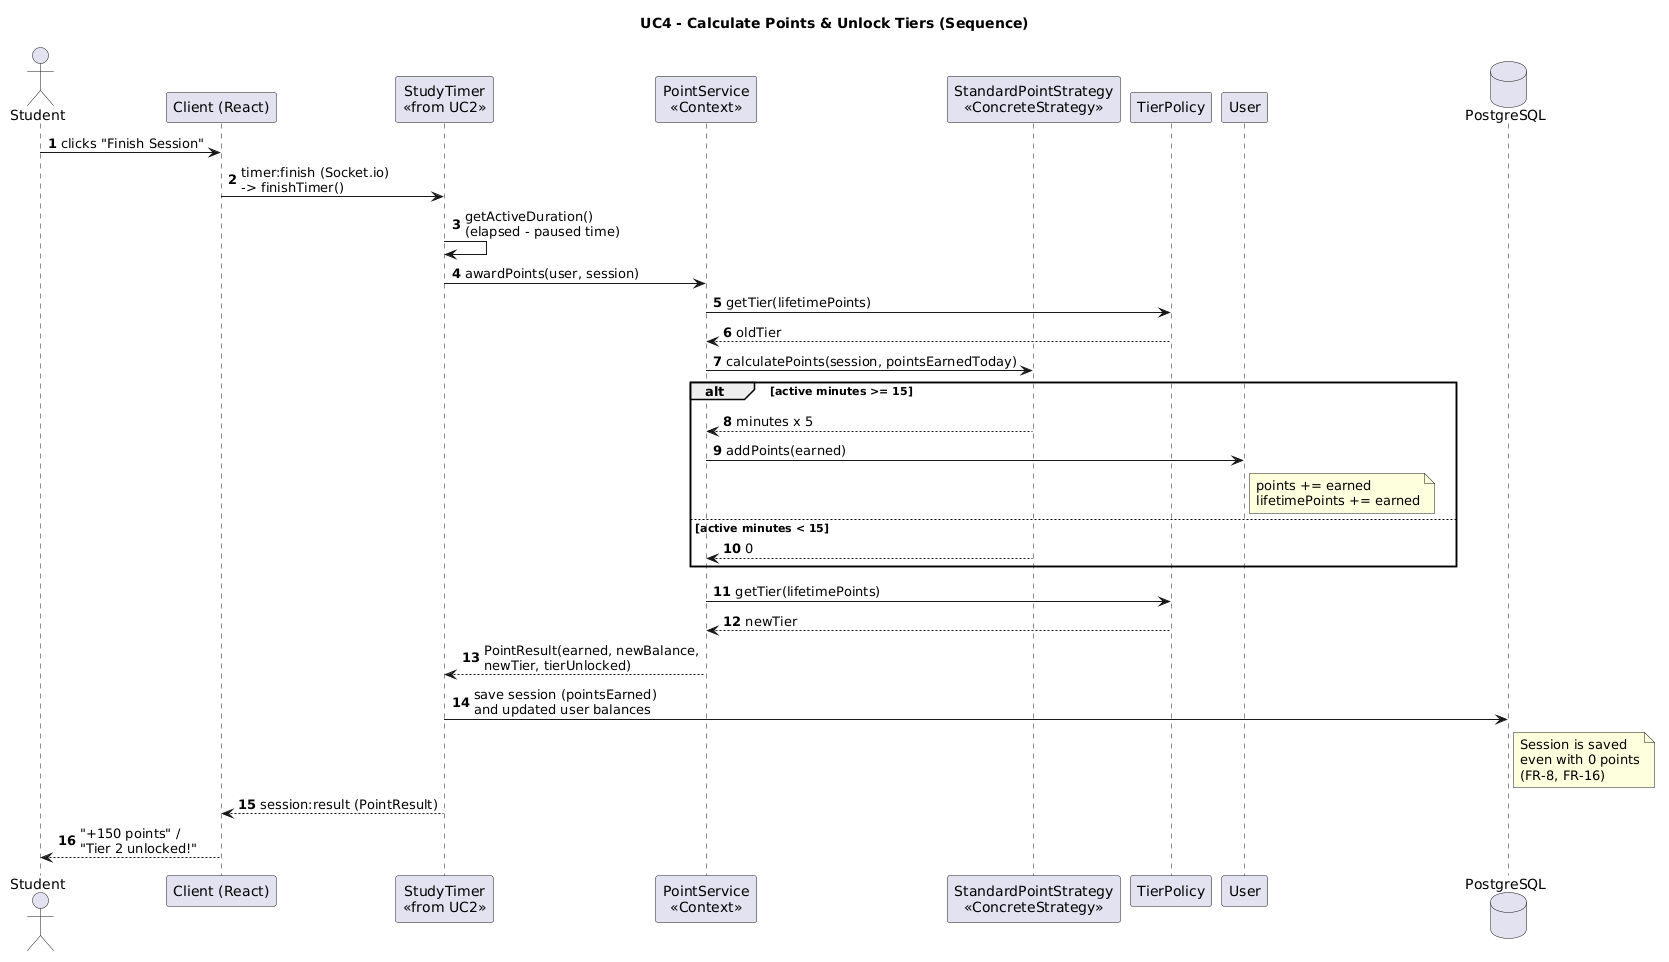 UC4 - Calculate Points & Unlock Tiers (Sequence)
Student
Client (React)
StudyTimer
«from UC2»
PointService
«Context»
StandardPointStrategy
«ConcreteStrategy»
TierPolicy
User
PostgreSQL
1 clicks "Finish Session"
2 timer:finish (Socket.io)
-> finishTimer()
3 getActiveDuration()
(elapsed - paused time)
4 awardPoints(user, session)
5 getTier(lifetimePoints)
6 oldTier
7 calculatePoints(session, pointsEarnedToday)
alt [active minutes >= 15]
8 minutes x 5
9 addPoints(earned)
points += earned
lifetimePoints += earned
[active minutes < 15]
10 0
11 getTier(lifetimePoints)
12 newTier
13 PointResult(earned, newBalance,
newTier, tierUnlocked)
14 save session (pointsEarned)
and updated user balances
Session is saved
even with 0 points
(FR-8, FR-16)
15 session:result (PointResult)
16 "+150 points" /
"Tier 2 unlocked!"
Student
Client (React)
StudyTimer
«from UC2»
PointService
«Context»
StandardPointStrategy
«ConcreteStrategy»
TierPolicy
User
PostgreSQL